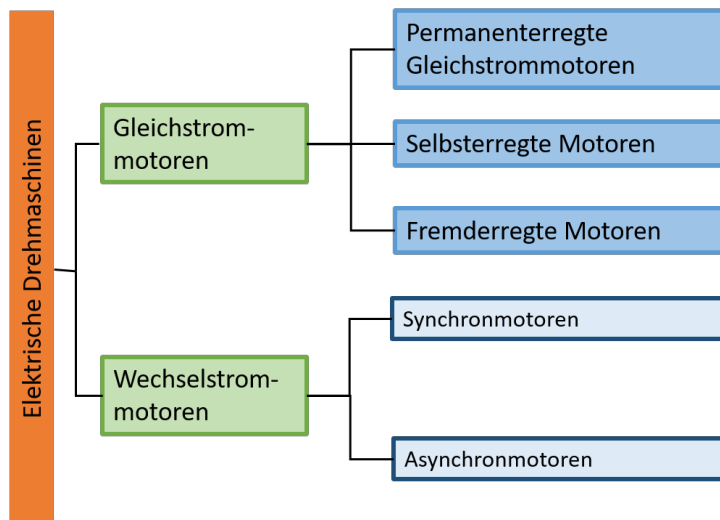 Elektrische Drehmaschinen
Gleichstrom-
motoren
Permanenterregte
Gleichstrommotoren
Selbsterregte Motoren
Fremderregte Motoren
Wechselstrom-
motoren
Synchronmotoren
Asynchronmotoren